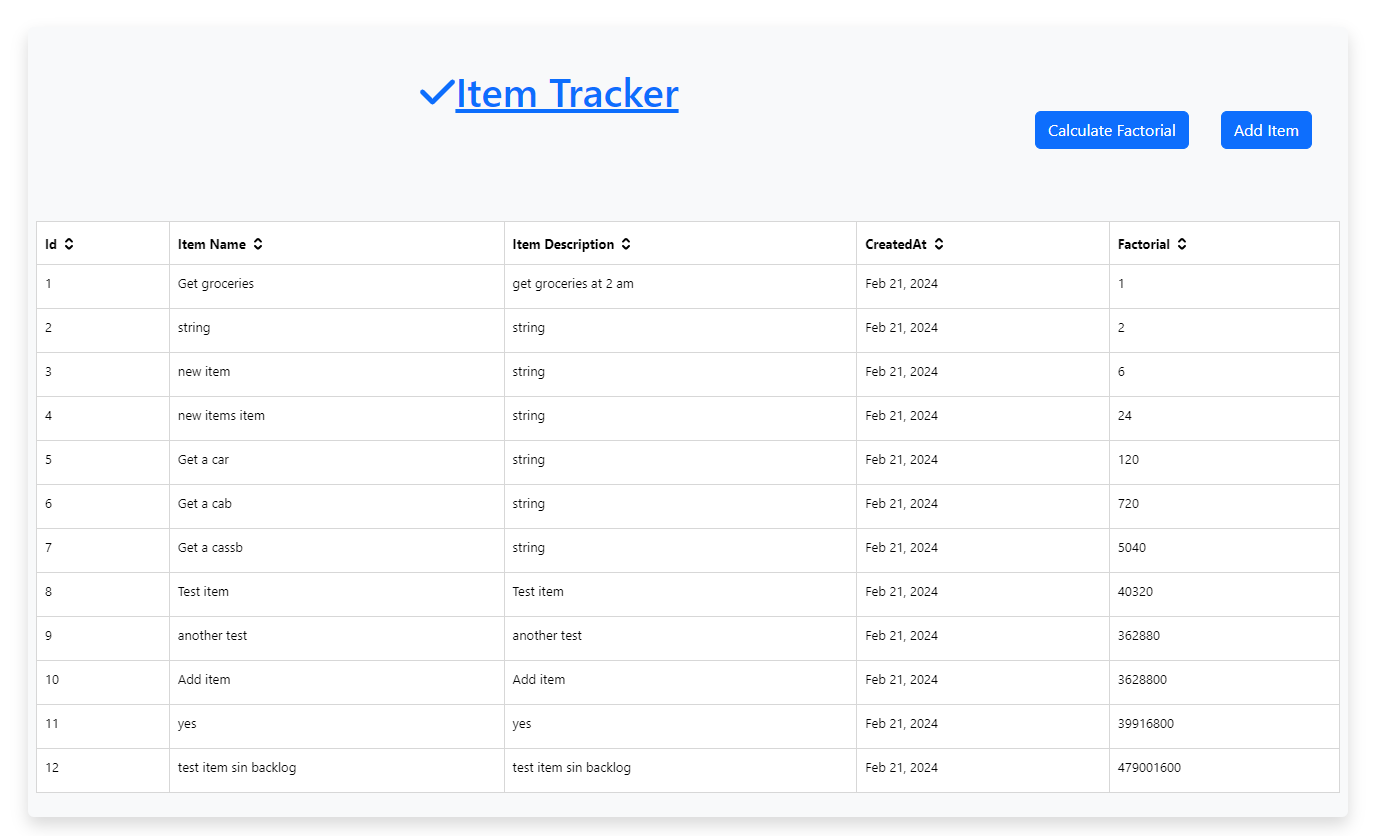 Item Tracker
Calculate Factorial Add Item
Id Item Name Item Description CreatedAt Factorial
1 Get groceries get groceries at 2 am Feb 21, 2024 1
2 string string Feb 21, 2024 2
3 new item string Feb 21, 2024 6
4 new items item string Feb 21, 2024 24
5 Get a car string Feb 21, 2024 120
6 Get a cab string Feb 21, 2024 720
7 Get a cassb string Feb 21, 2024 5040
8 Test item Test item Feb 21, 2024 40320
9 another test another test Feb 21, 2024 362880
10 Add item Add item Feb 21, 2024 3628800
11 yes yes Feb 21, 2024 39916800
12 test item sin backlog test item sin backlog Feb 21, 2024 479001600